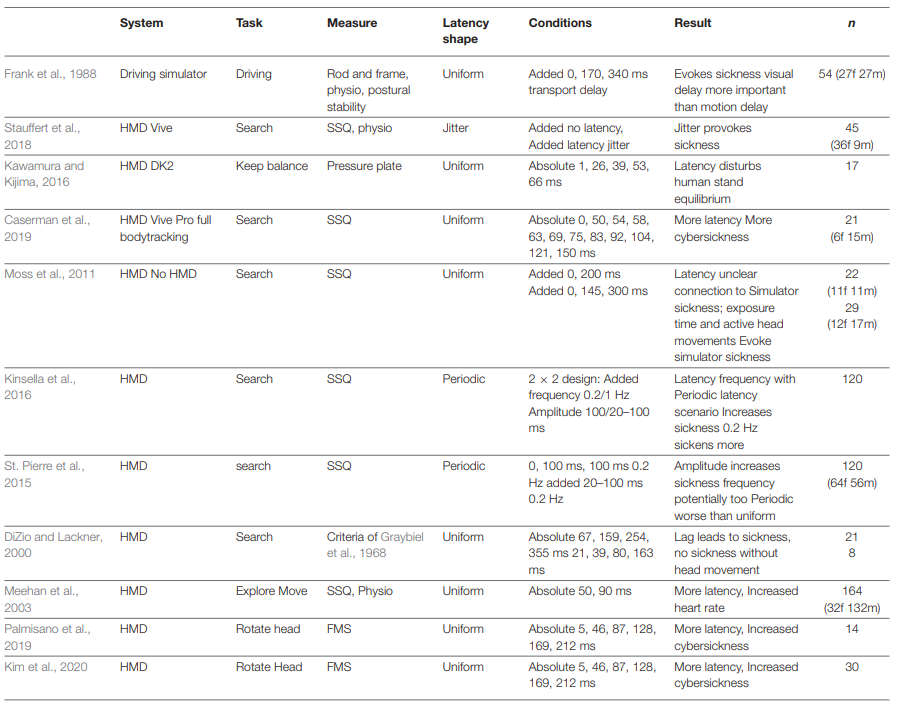 System Task Measure Latency shape Conditions Result n
Frank et al., 1988 Driving simulator Driving Rod and frame, Uniform Added 0, 170, 340 ms Evokes sickness visual 54 (27f 27m)
physio, postural transport delay delay more important
stability than motion delay
Stauffert et al., HMD Vive Search SSQ, physio Jitter Added no latency, Jitter provokes 45
2018 Added latency jitter sickness (36f 9m)
Kawamura and HMD DK2 Keep balance Pressure plate Uniform Absolute 1, 26, 39, 53, Latency disturbs 17
Kijima, 2016 66 ms human stand
equilibrium
Caserman et al., HMD Vive Pro full Search SSQ Uniform Absolute 0, 50, 54, 58, More latency More 21
2019 bodytracking 63, 69, 75, 83, 92, 104, cybersickness (6f 15m)
121, 150 ms
Moss et al., 2011 HMD No HMD Search SSQ Uniform Added 0, 200 ms Latency unclear 22
Added 0, 145, 300 ms connection to Simulator (11f 11m)
sickness; exposure 29
time and active head (12f 17m)
movements Evoke
simulator sickness
Kinsella et al., HMD Search SSQ Periodic 2 × 2 design: Added Latency frequency with 120
2016 frequency 0.2/1 Hz Periodic latency
Amplitude 100/20–100 scenario Increases
ms sickness 0.2 Hz
sickens more
St. Pierre et al., HMD search SSQ Periodic 0, 100 ms, 100 ms 0.2 Amplitude increases 120
2015 Hz added 20–100 ms sickness frequency (64f 56m)
0.2 Hz potentially too Periodic
worse than uniform
DiZio and Lackner, HMD Search Criteria of Graybiel Uniform Absolute 67, 159, 254, Lag leads to sickness, 21
2000 et al., 1968 355 ms 21, 39, 80, 163 no sickness without 8
ms head movement
Meehan et al., HMD Explore Move SSQ, Physio Uniform Absolute 50, 90 ms More latency, Increased 164
2003 heart rate (32f 132m)
Palmisano et al., HMD Rotate head FMS Uniform Absolute 5, 46, 87, 128, More latency, Increased 14
2019 169, 212 ms cybersickness
Kim et al., 2020 HMD Rotate Head FMS Uniform Absolute 5, 46, 87, 128, More latency, Increased 30
169, 212 ms cybersickness